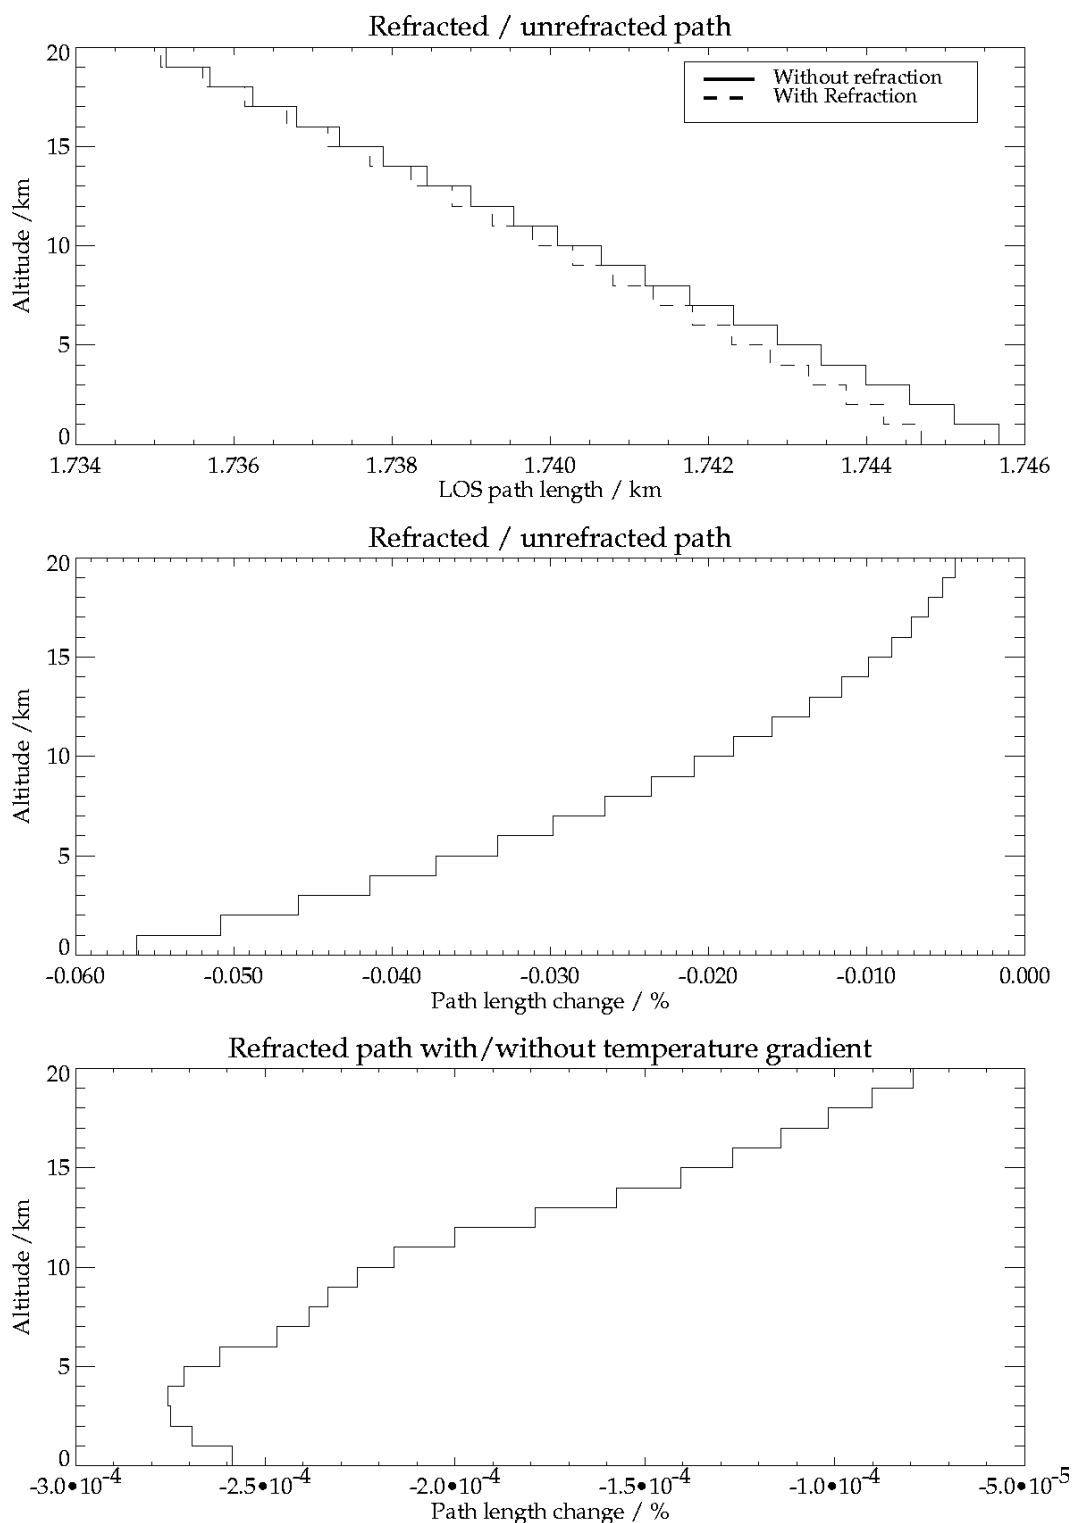 Refracted / unrefracted path
20
Without refraction
With Refraction
15
Altitude /km
10
5
0
1.734 1.736 1.738 1.740 1.742 1.744 1.746
LOS path length / km
Refracted / unrefracted path
20
15
Altitude /km
10
5
0
-0.060 -0.050 -0.040 -0.030 -0.020 -0.010 0.000
Path length change / %
Refracted path with/without temperature gradient
20
15
Altitude /km
10
5
0
-3.0•10⁻⁴ -2.5•10⁻⁴ -2.0•10⁻⁴ -1.5•10⁻⁴ -1.0•10⁻⁴ -5.0•10⁻⁵
Path length change / %